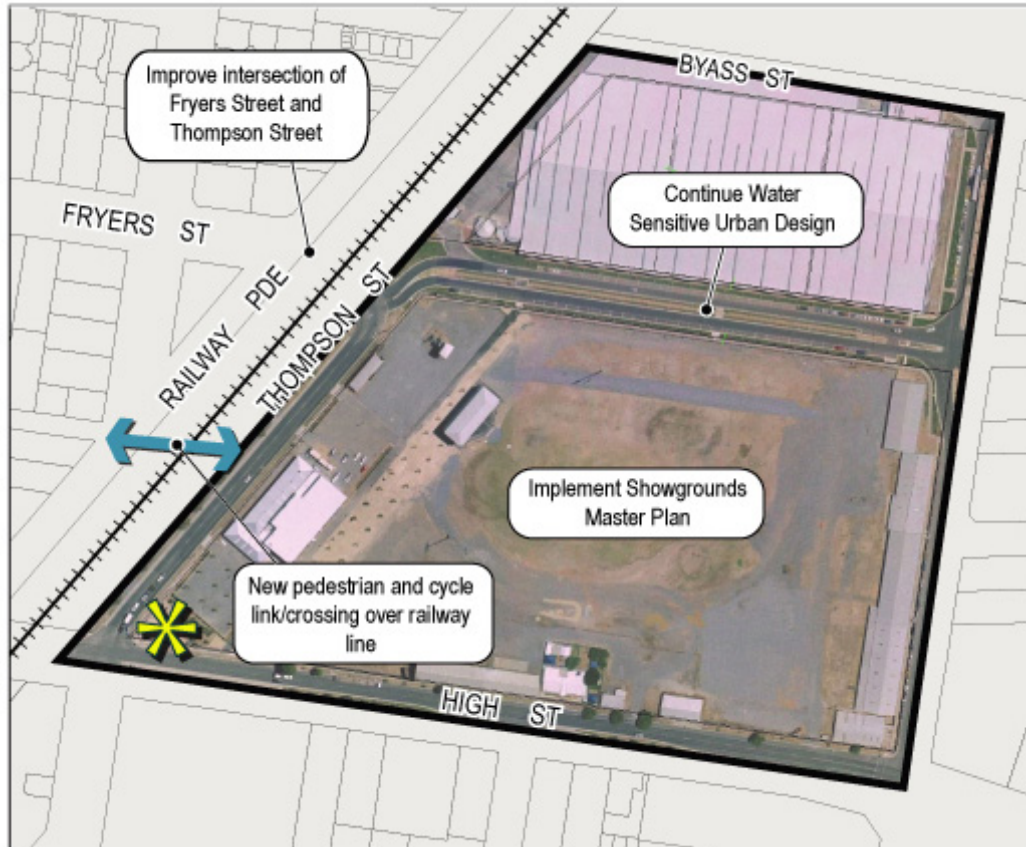 BYASS ST
Improve intersection of
Fryers Street and
Thompson Street
Continue Water
Sensitive Urban Design
FRYERS ST
RAILWAY PDE
THOMPSON ST
Implement Showgrounds
Master Plan
New pedestrian and cycle
link/crossing over railway
line
HIGH ST